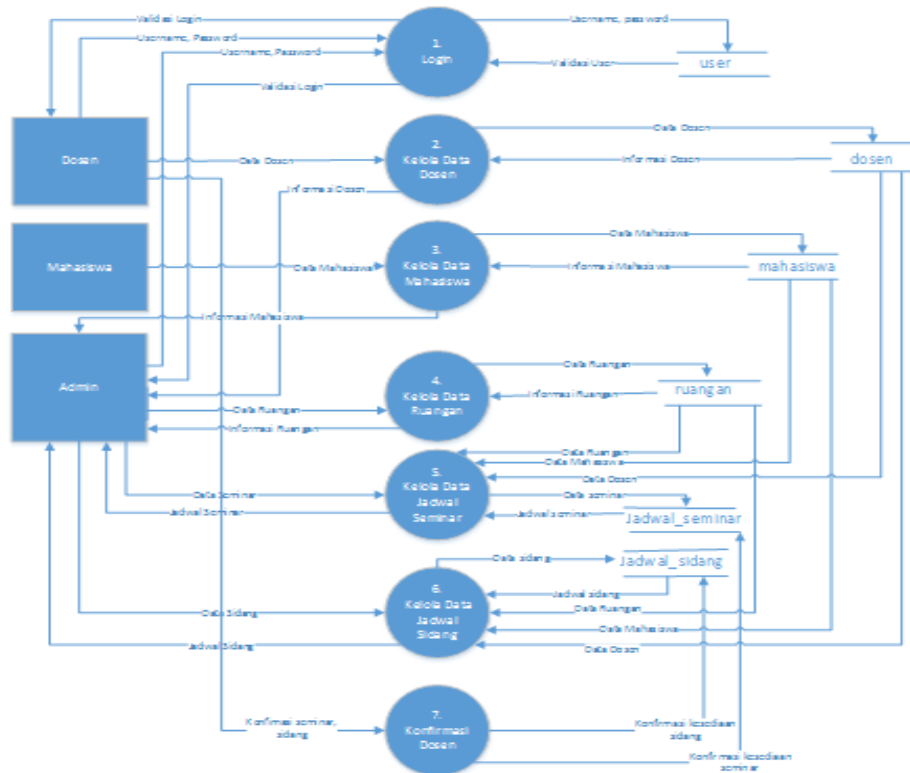 Validasi Login
Username, password
Username, Password
Username, Password
1.
Login
user
Validasi User
Validasi Login
Dosen
Data Dosen
2.
Kelola Data
Dosen
Data Dosen
Informasi Dosen
dosen
Informasi Dosen
Mahasiswa
Data Mahasiswa
3.
Kelola Data
Mahasiswa
Data Mahasiswa
Informasi Mahasiswa
mahasiswa
Informasi Mahasiswa
Admin
Data Ruangan
Informasi Ruangan
4.
Kelola Data
Ruangan
Data Ruangan
Informasi Ruangan
ruangan
Data Ruangan
Data Mahasiswa
Data Dosen
Data Seminar
Jadwal Seminar
5.
Kelola Data
Jadwal
Seminar
Data seminar
Jadwal seminar
Jadwal_seminar
Data sidang
Jadwal_sidang
Jadwal sidang
Data Sidang
Jadwal Sidang
6.
Kelola Data
Jadwal
Sidang
Data Ruangan
Data Mahasiswa
Data Dosen
Konfirmasi seminar,
sidang
7.
Konfirmasi
Dosen
Konfirmasi kesediaan
sidang
Konfirmasi kesediaan
seminar